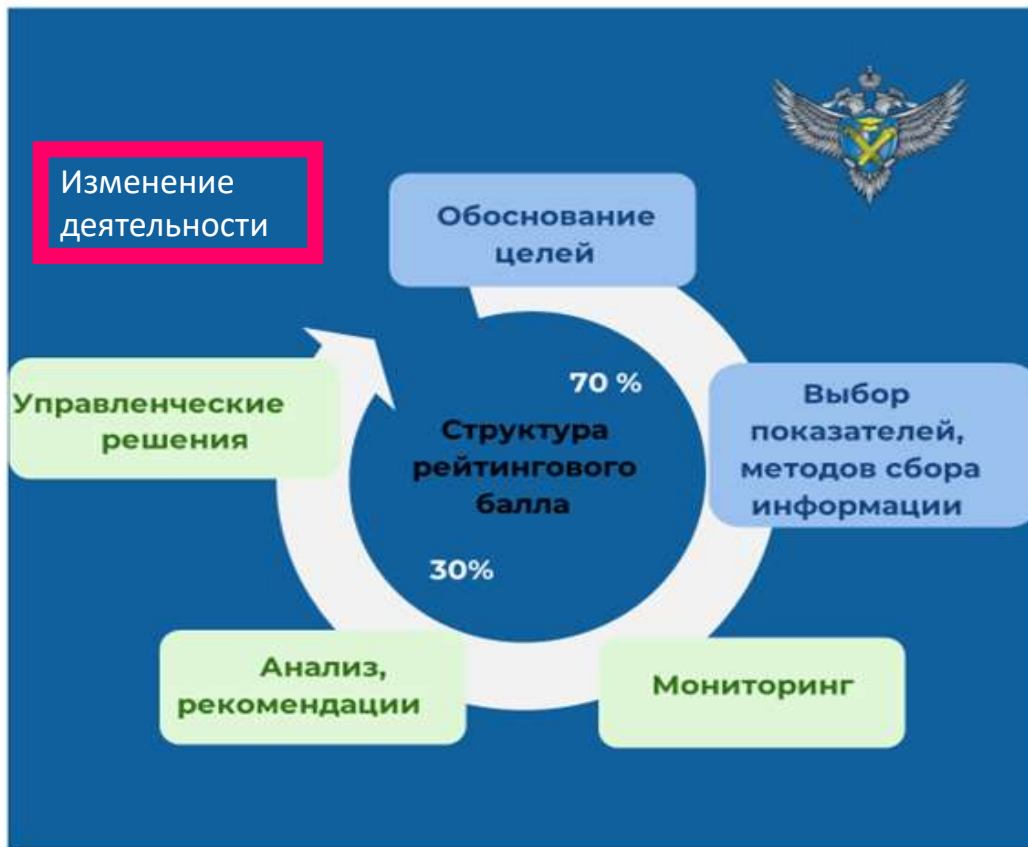 Изменение
деятельности
Обоснование
целей
70 %
Выбор
показателей,
методов сбора
информации
Управленческие
решения
Структура
рейтингового
балла
30%
Анализ,
рекомендации
Мониторинг